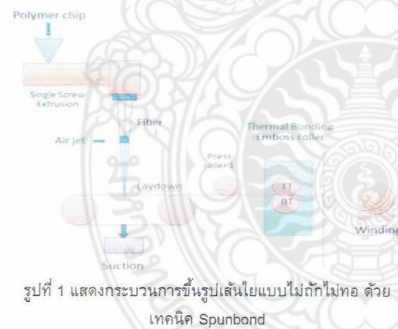 Polymer chip
Single Screw
Extrusion
Fiber
Air jet
Thermal Bonding
Emboss roller
Press
Laydown
TT
BT
Winding
Suction
รูปที่ 1 แสดงกระบวนการขึ้นรูปเส้นใยแบบไม่ถักไม่ทอ ด้วย
เทคนิค Spunbond